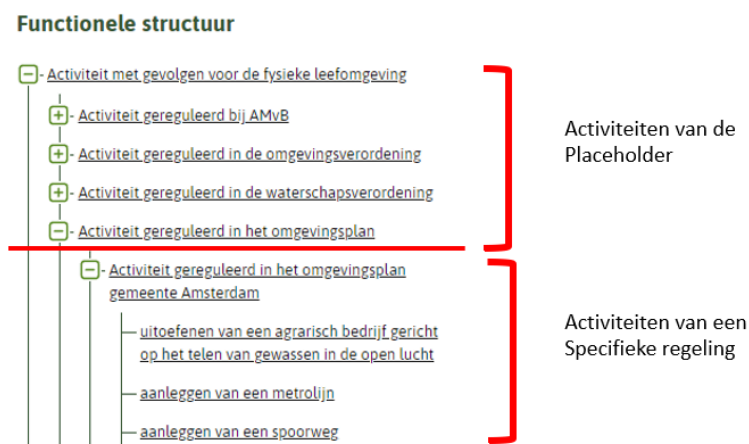 Functionele structuur
Activiteit met gevolgen voor de fysieke leefomgeving
Activiteit gereguleerd bij AMvB
Activiteit gereguleerd in de omgevingsverordening
Activiteit gereguleerd in de waterschapsverordening
Activiteit gereguleerd in het omgevingsplan
Activiteit gereguleerd in het omgevingsplan
gemeente Amsterdam
uitoefenen van een agrarisch bedrijf gericht
op het telen van gewassen in de open lucht
aanleggen van een metrolijn
aanleggen van een spoorweg
Activiteiten van de
Placeholder
Activiteiten van een
Specifieke regeling